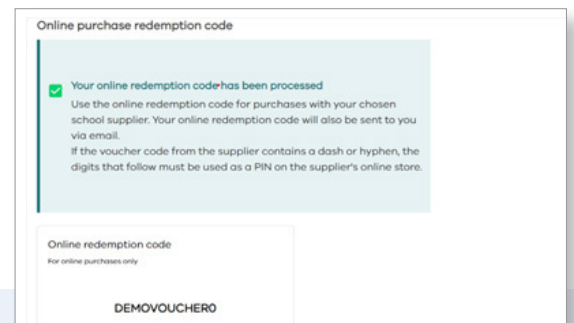 Online purchase redemption code
Your online redemption code has been processed
Use the online redemption code for purchases with your chosen
school supplier. Your online redemption code will also be sent to you
via email.
If the voucher code from the supplier contains a dash or hyphen, the
digits that follow must be used as a PIN on the supplier's online store.
Online redemption code
For online purchases only
DEMOVOUCHER0